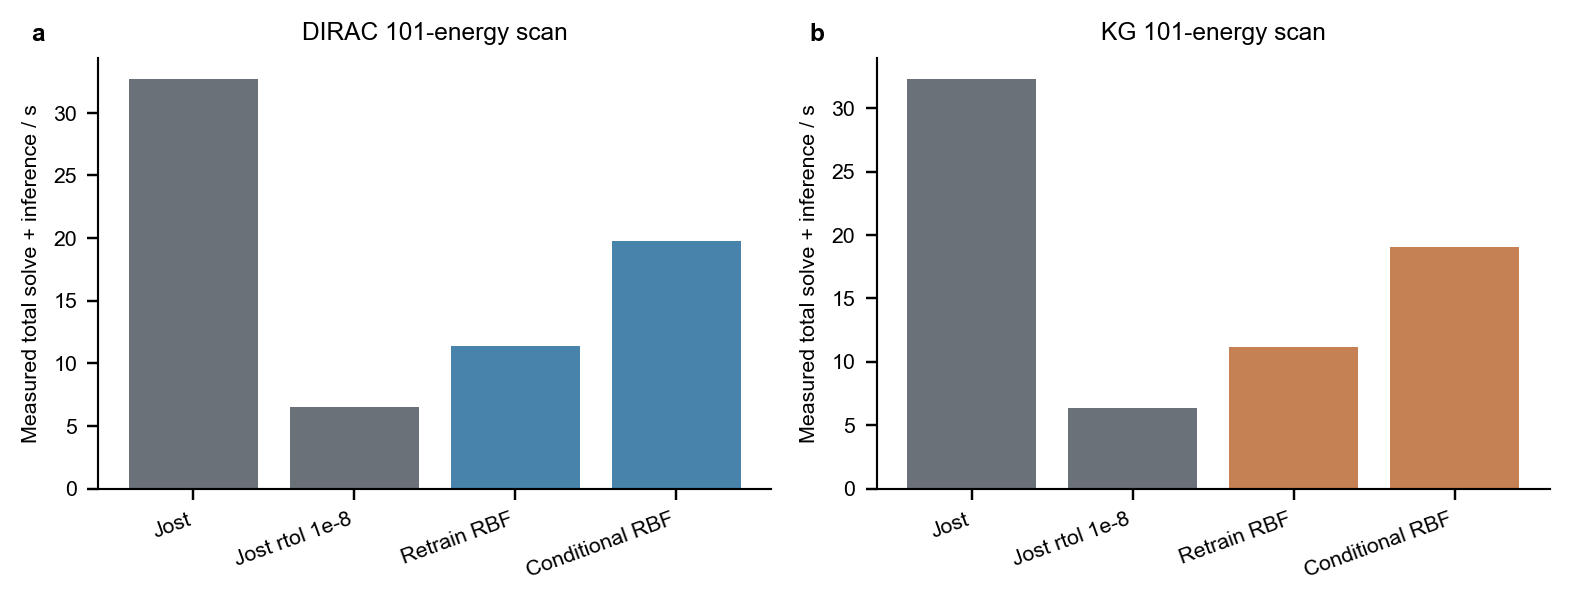 a
DIRAC 101-energy scan
Measured total solve + inference / s
30
25
20
15
10
5
0
Jost
Jost rtol 1e-8
Retrain RBF
Conditional RBF
b
KG 101-energy scan
Measured total solve + inference / s
30
25
20
15
10
5
0
Jost
Jost rtol 1e-8
Retrain RBF
Conditional RBF